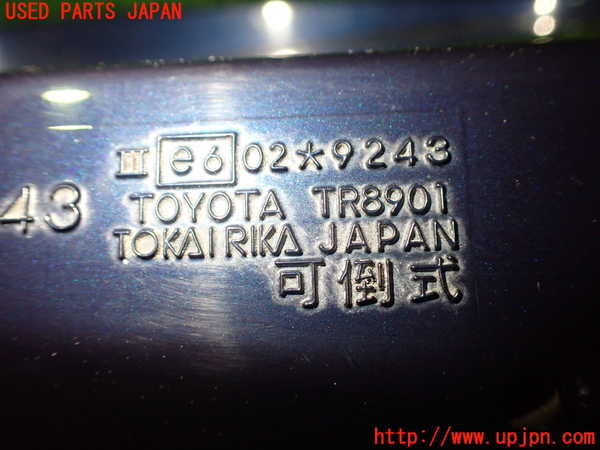 USED PARTS JAPAN
III e6 02*9243
43
TOYOTA TR8901
TOKAI RIKA JAPAN
可倒式
http://www.upjpn.com/